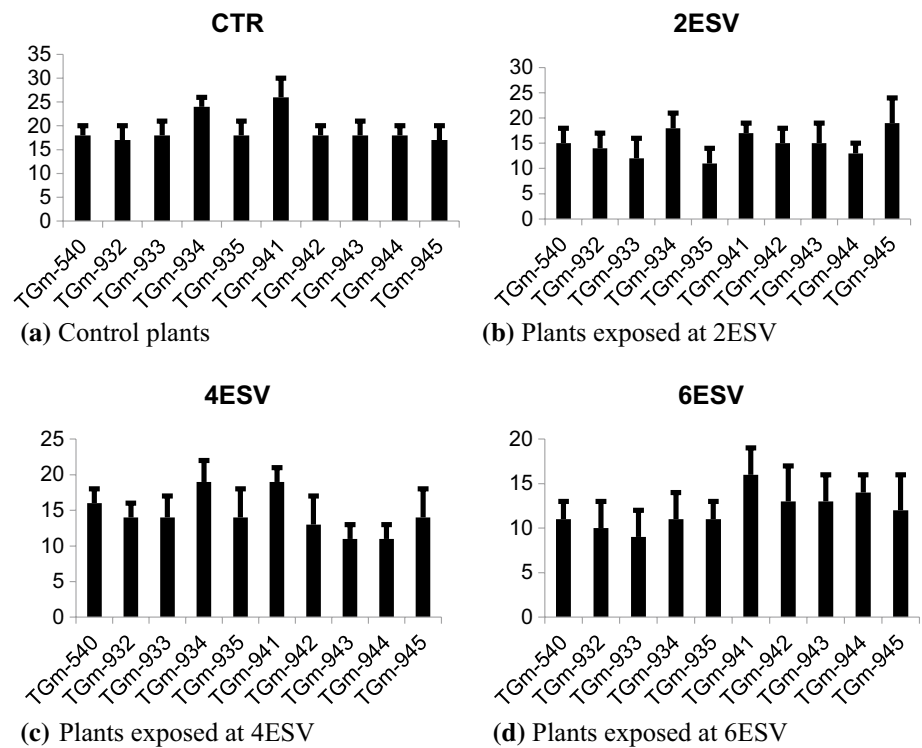 CTR
35
30
25
20
15
10
5
0
TGm-540
TGm-932
TGm-933
TGm-934
TGm-935
TGm-941
TGm-942
TGm-943
TGm-944
TGm-945
(a) Control plants
2ESV
30
25
20
15
10
5
0
TGm-540
TGm-932
TGm-933
TGm-934
TGm-935
TGm-941
TGm-942
TGm-943
TGm-944
TGm-945
(b) Plants exposed at 2ESV
4ESV
25
20
15
10
5
0
TGm-540
TGm-932
TGm-933
TGm-934
TGm-935
TGm-941
TGm-942
TGm-943
TGm-944
TGm-945
(c) Plants exposed at 4ESV
6ESV
20
15
10
5
0
TGm-540
TGm-932
TGm-933
TGm-934
TGm-935
TGm-941
TGm-942
TGm-943
TGm-944
TGm-945
(d) Plants exposed at 6ESV